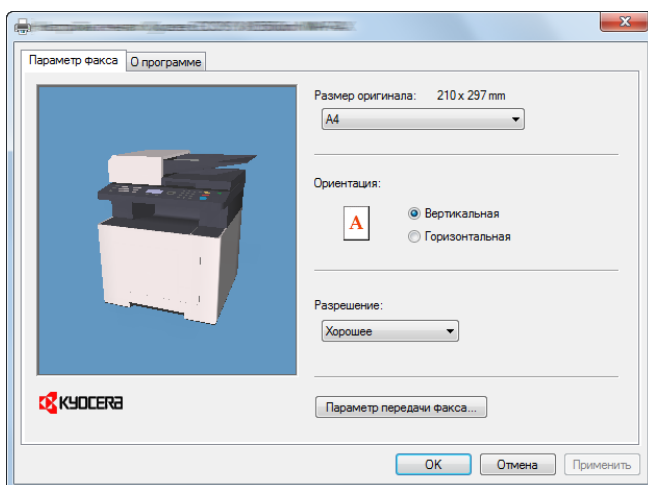 Параметр факса
О программе
Размер оригинала: 210 x 297 mm
A4
Ориентация:
A
Вертикальная
Горизонтальная
Разрешение:
Хорошее
KYOCERA
Параметр передачи факса...
OK
Отмена
Применить